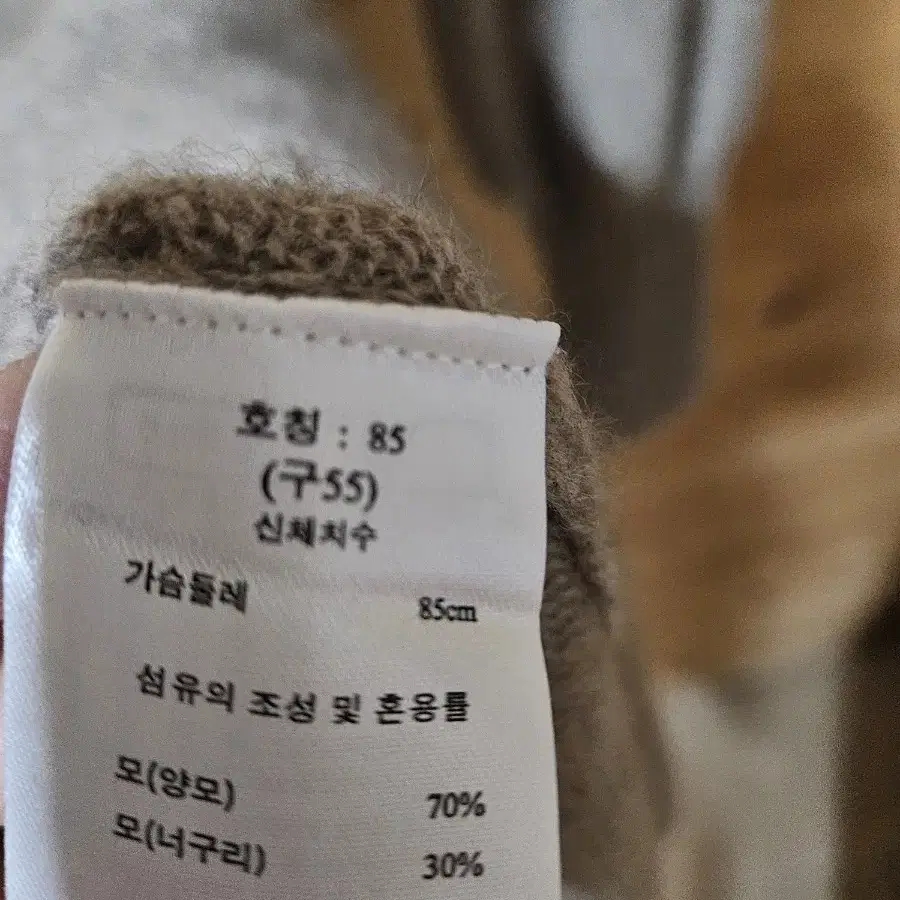 호칭 : 85
(구55)
신체치수
가슴둘레 85cm
섬유의 조성 및 혼용률
모(양모) 70%
모(너구리) 30%